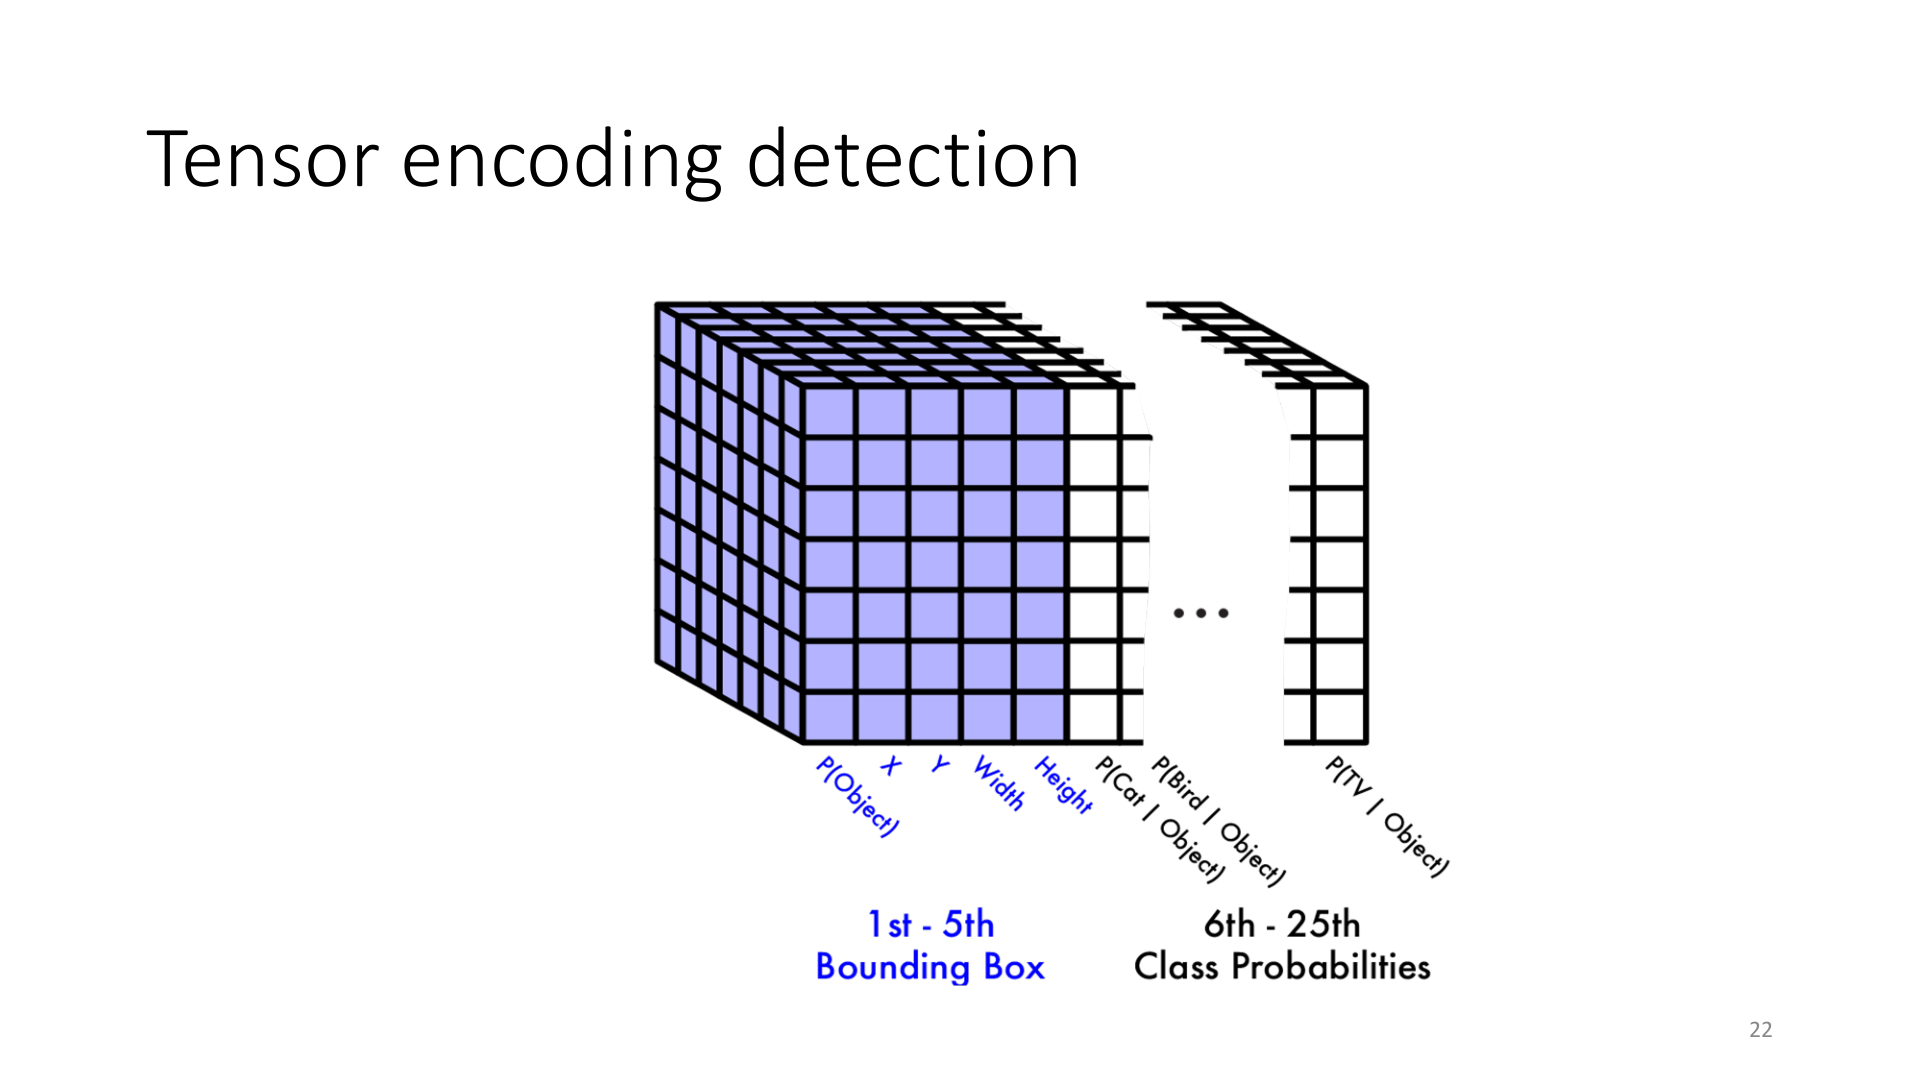 Tensor encoding detection
...
P(Object)
X
Y
Width
Height
P(Cat | Object)
P(Bird | Object)
P(TV | Object)
1st - 5th
Bounding Box
6th - 25th
Class Probabilities
22